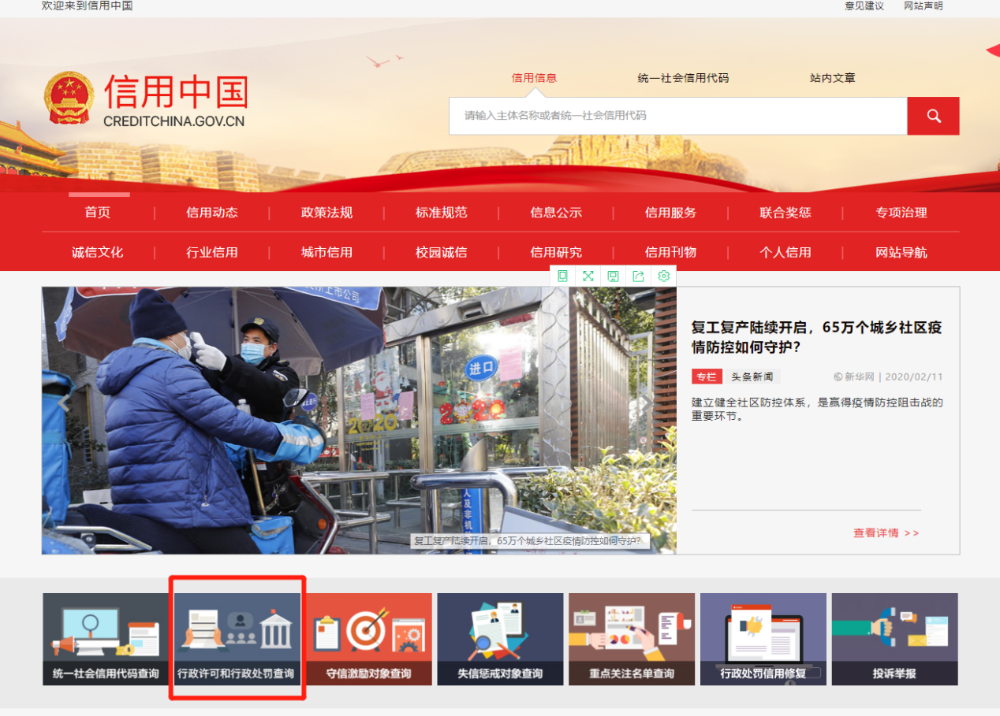 欢迎来到信用中国
意见建议 网站声明
信用中国
CREDITCHINA.GOV.CN
信用信息 统一社会信用代码 站内文章
请输入主体名称或者统一社会信用代码
首页 信用动态 政策法规 标准规范 信息公示 信用服务 联合奖惩 专项治理
诚信文化 行业信用 城市信用 校园诚信 信用研究 信用刊物 个人信用 网站导航
上市公司
进口
2020
2020
人及非机
复工复产陆续开启，65万个城乡社区疫情防控如何守护？
复工复产陆续开启，65万个城乡社区疫
情防控如何守护？
专栏 头条新闻 新华网 | 2020/02/11
建立健全社区防控体系，是赢得疫情防控阻击战的
重要环节。
查看详情 >>
统一社会信用代码查询 行政许可和行政处罚查询 守信激励对象查询 失信惩戒对象查询 重点关注名单查询 行政处罚信用修复 投诉举报